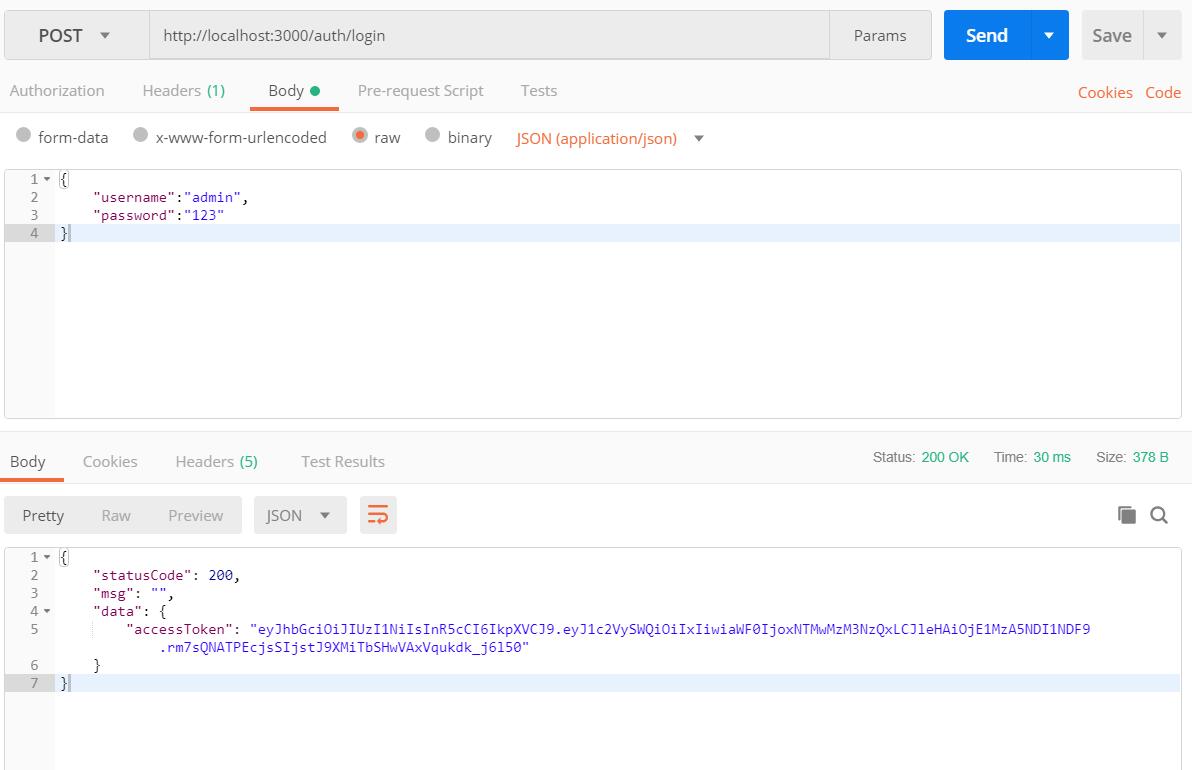 POST http://localhost:3000/auth/login Params Send Save
Authorization Headers (1) Body Pre-request Script Tests Cookies Code
form-data x-www-form-urlencoded raw binary JSON (application/json)
1 {
2 "username":"admin",
3 "password":"123"
4 }
Body Cookies Headers (5) Test Results Status: 200 OK Time: 30 ms Size: 378 B
Pretty Raw Preview JSON
1 {
2 "statusCode": 200,
3 "msg": "",
4 "data": {
5 "accessToken": "eyJhbGciOiJIUzI1NiIsInR5cCI6IkpXVCJ9.eyJ1c2VySWQiOiIxIiwiaWF0IjoxNTMwMzM3NzQxLCJleHAiOjE1MzA5NDI1NDF9
.rm7sQNATPEcjsSIjstJ9XMiTbSHwVAxVqukdk_j6l50"
6 }
7 }